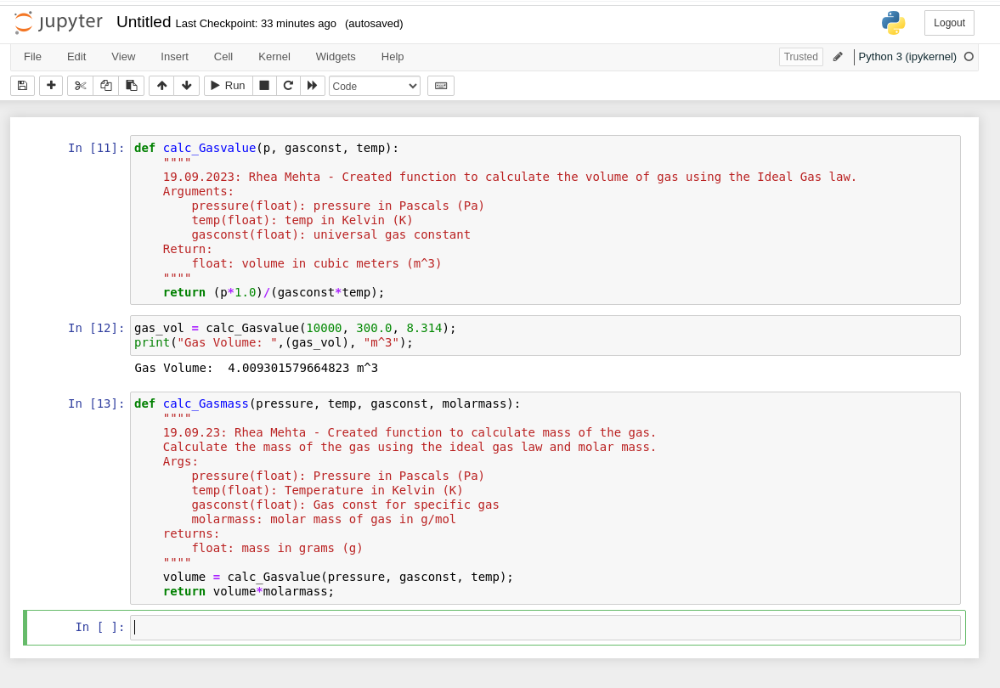 jupyter Untitled Last Checkpoint: 33 minutes ago (autosaved) Logout
File Edit View Insert Cell Kernel Widgets Help Trusted Python 3 (ipykernel)
Run Code
In [11]: def calc_Gasvalue(p, gasconst, temp):
""""
19.09.2023: Rhea Mehta - Created function to calculate the volume of gas using the Ideal Gas law.
Arguments:
pressure(float): pressure in Pascals (Pa)
temp(float): temp in Kelvin (K)
gasconst(float): universal gas constant
Return:
float: volume in cubic meters (m^3)
""""
return (p*1.0)/(gasconst*temp);
In [12]: gas_vol = calc_Gasvalue(10000, 300.0, 8.314);
print("Gas Volume: ",(gas_vol), "m^3");
Gas Volume:  4.009301579664823 m^3
In [13]: def calc_Gasmass(pressure, temp, gasconst, molarmass):
""""
19.09.23: Rhea Mehta - Created function to calculate mass of the gas.
Calculate the mass of the gas using the ideal gas law and molar mass.
Args:
pressure(float): Pressure in Pascals (Pa)
temp(float): Temperature in Kelvin (K)
gasconst(float): Gas const for specific gas
molarmass: molar mass of gas in g/mol
returns:
float: mass in grams (g)
""""
volume = calc_Gasvalue(pressure, gasconst, temp);
return volume*molarmass;
In [ ]: